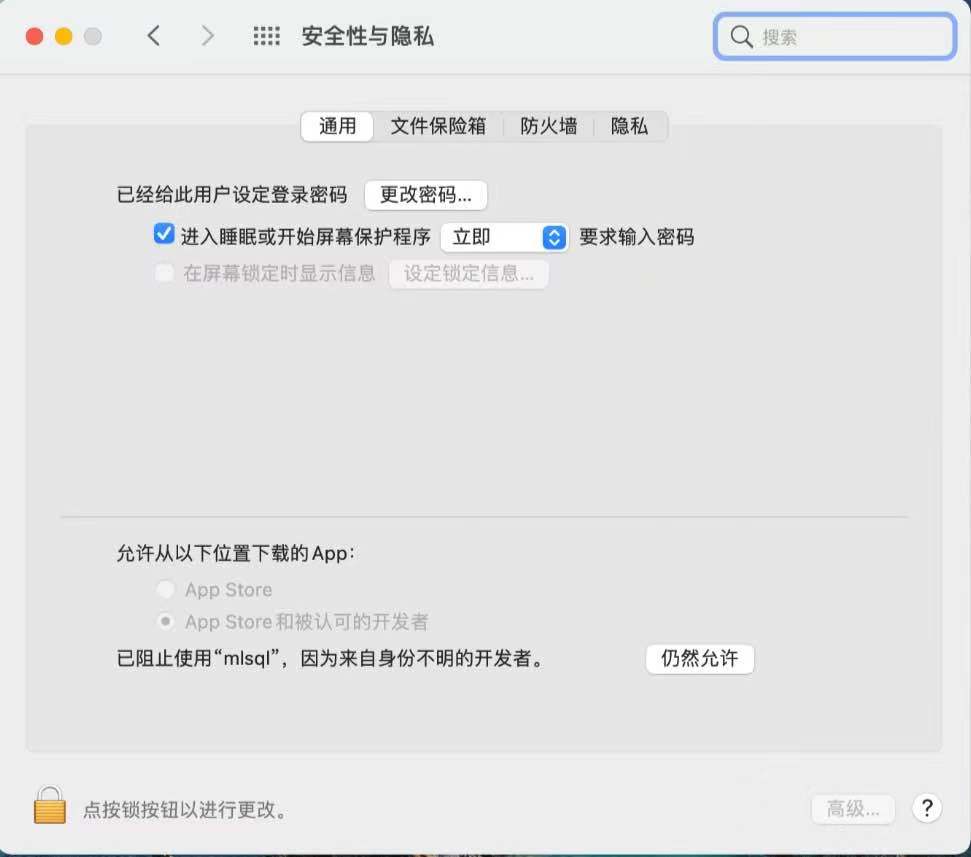 安全性与隐私
搜索
通用 文件保险箱 防火墙 隐私
已经给此用户设定登录密码 更改密码...
进入睡眠或开始屏幕保护程序 立即 要求输入密码
在屏幕锁定时显示信息 设定锁定信息...
允许从以下位置下载的App：
App Store
App Store和被认可的开发者
已阻止使用“mlsql”，因为来自身份不明的开发者。 仍然允许
点按锁按钮以进行更改。 高级... ?